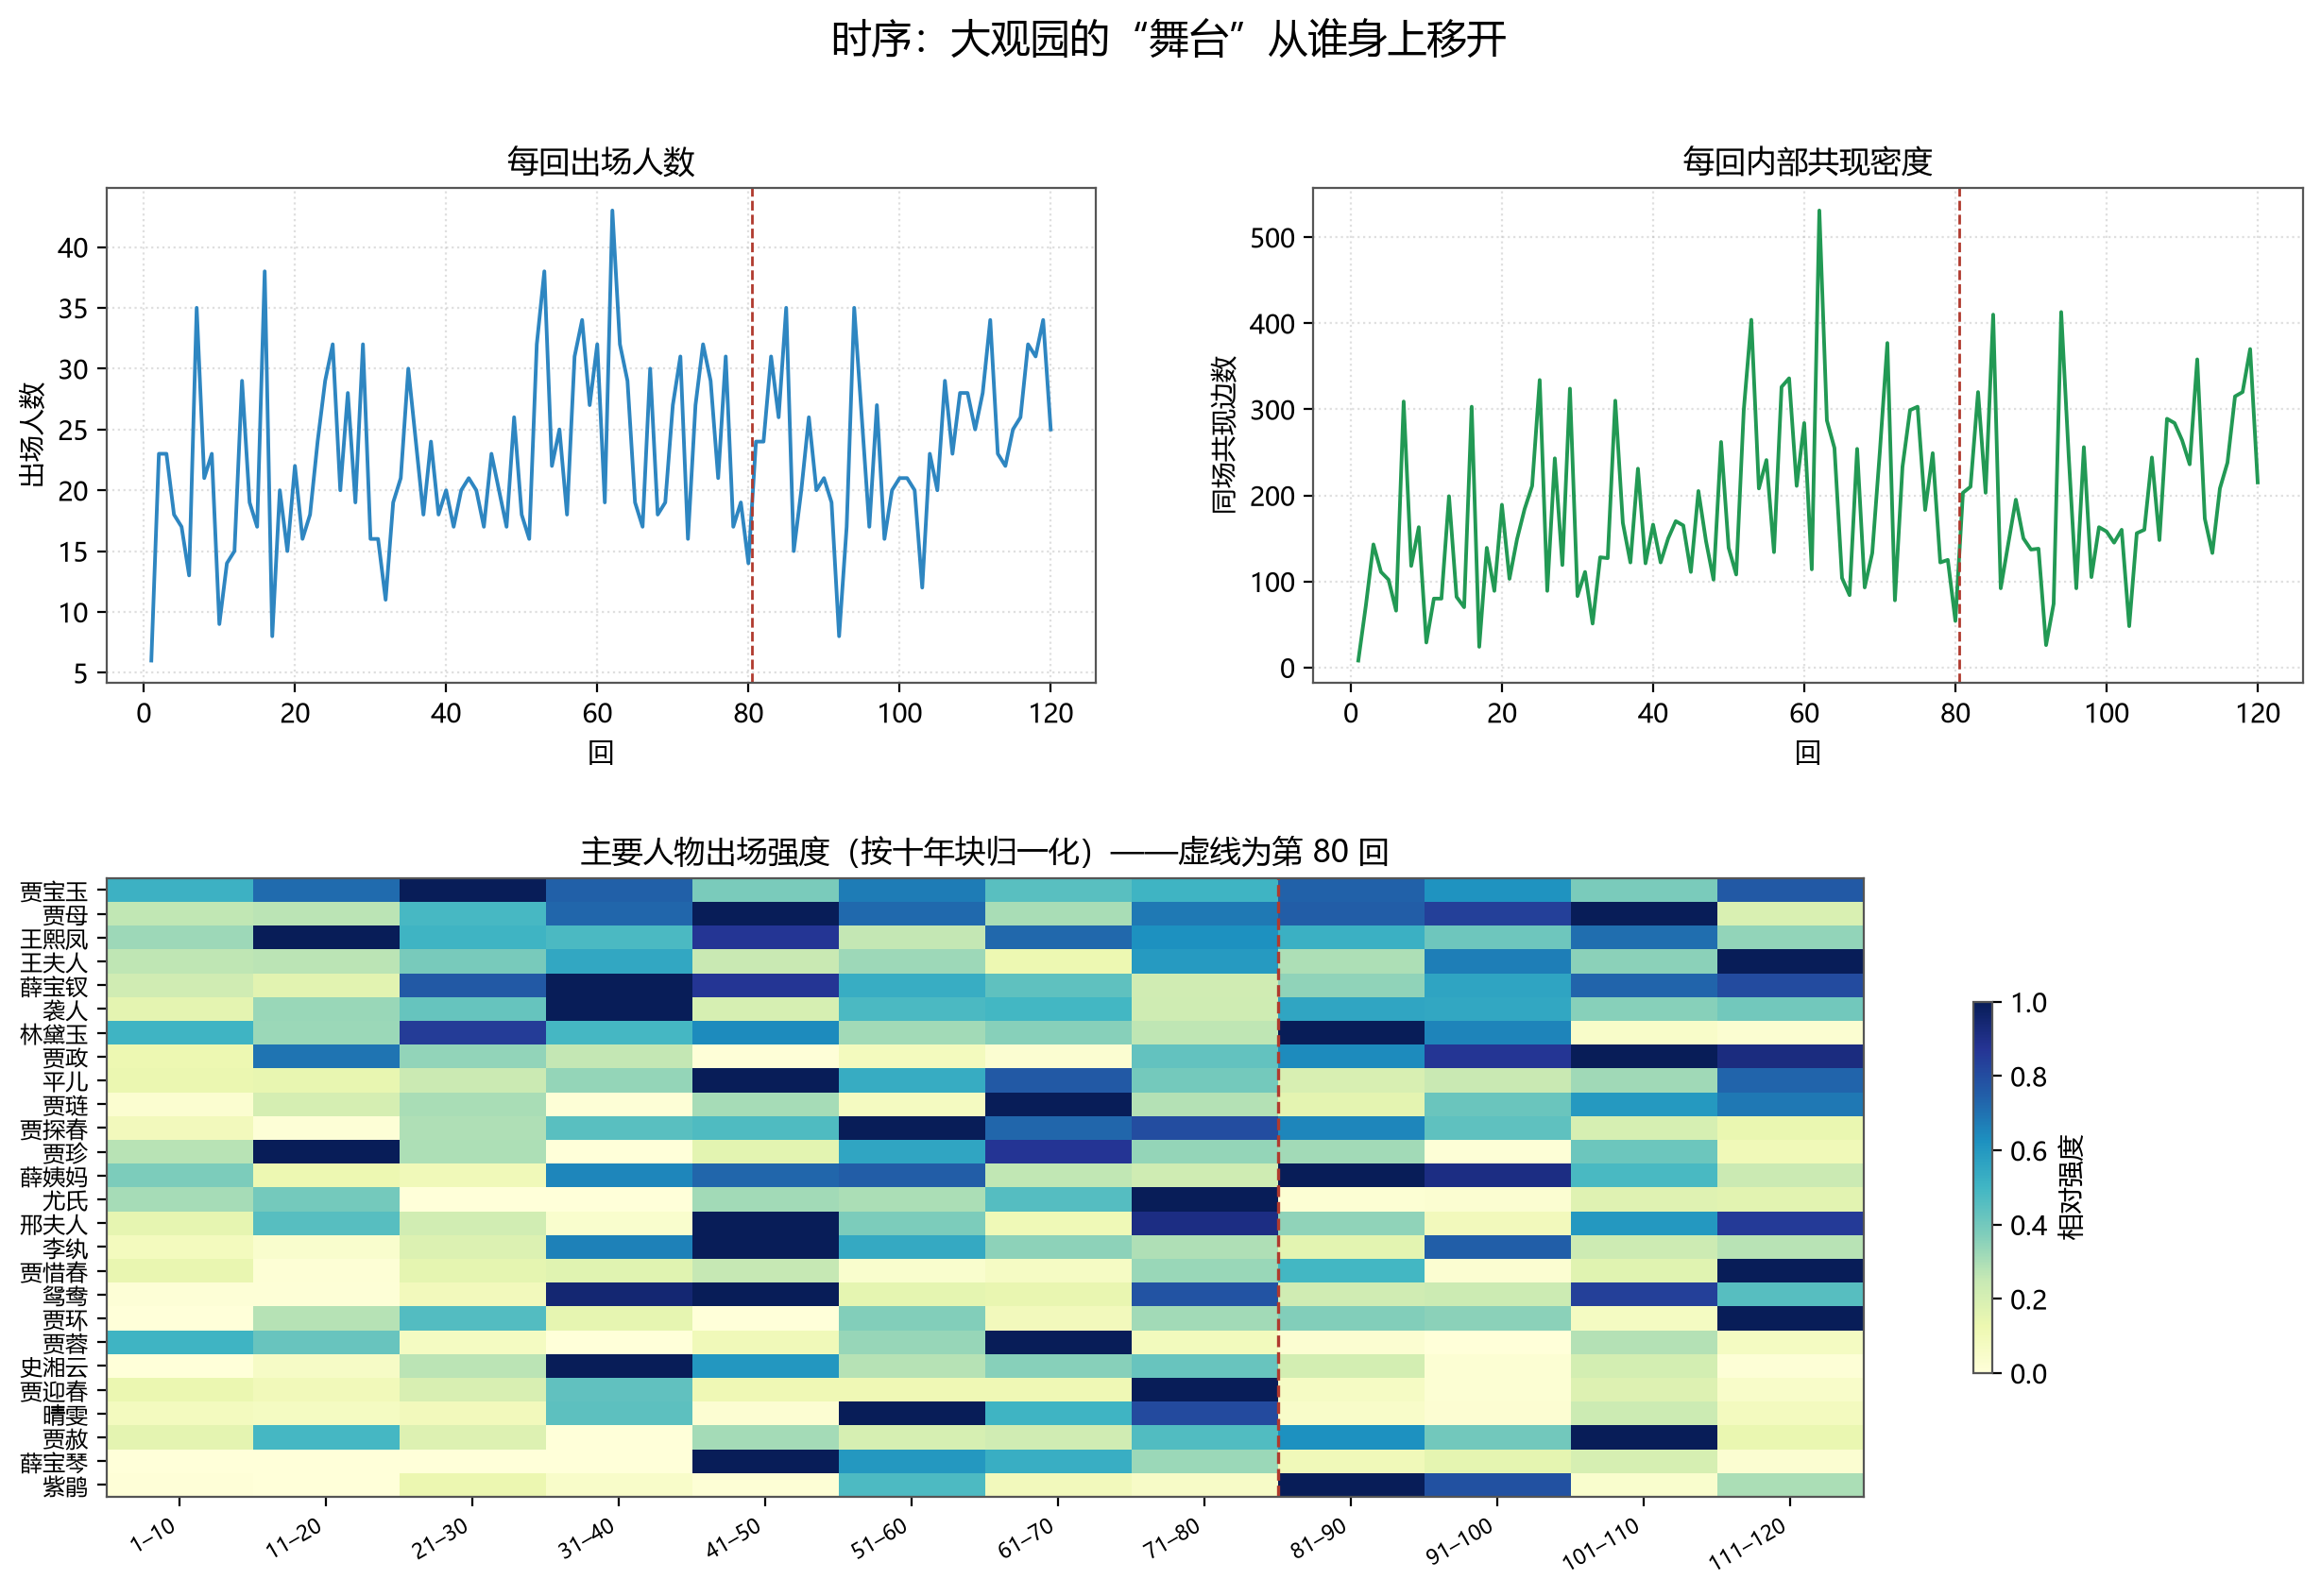 时序：大观园的“舞台”从谁身上移开
每回出场人数
出场人数
40
35
30
25
20
15
10
5
0 20 40 60 80 100 120
回
每回内部共现密度
同场共现边数
500
400
300
200
100
0
0 20 40 60 80 100 120
回
主要人物出场强度（按十年块归一化）——虚线为第 80 回
贾宝玉
贾母
王熙凤
王夫人
薛宝钗
袭人
林黛玉
贾政
平儿
贾琏
贾探春
贾珍
薛姨妈
尤氏
邢夫人
李纨
贾惜春
鸳鸯
贾环
贾蓉
史湘云
贾迎春
晴雯
贾赦
薛宝琴
紫鹃
1–10 11–20 21–30 31–40 41–50 51–60 61–70 71–80 81–90 91–100 101–110 111–120
1.0
0.8
0.6
0.4
0.2
0.0
相对强度